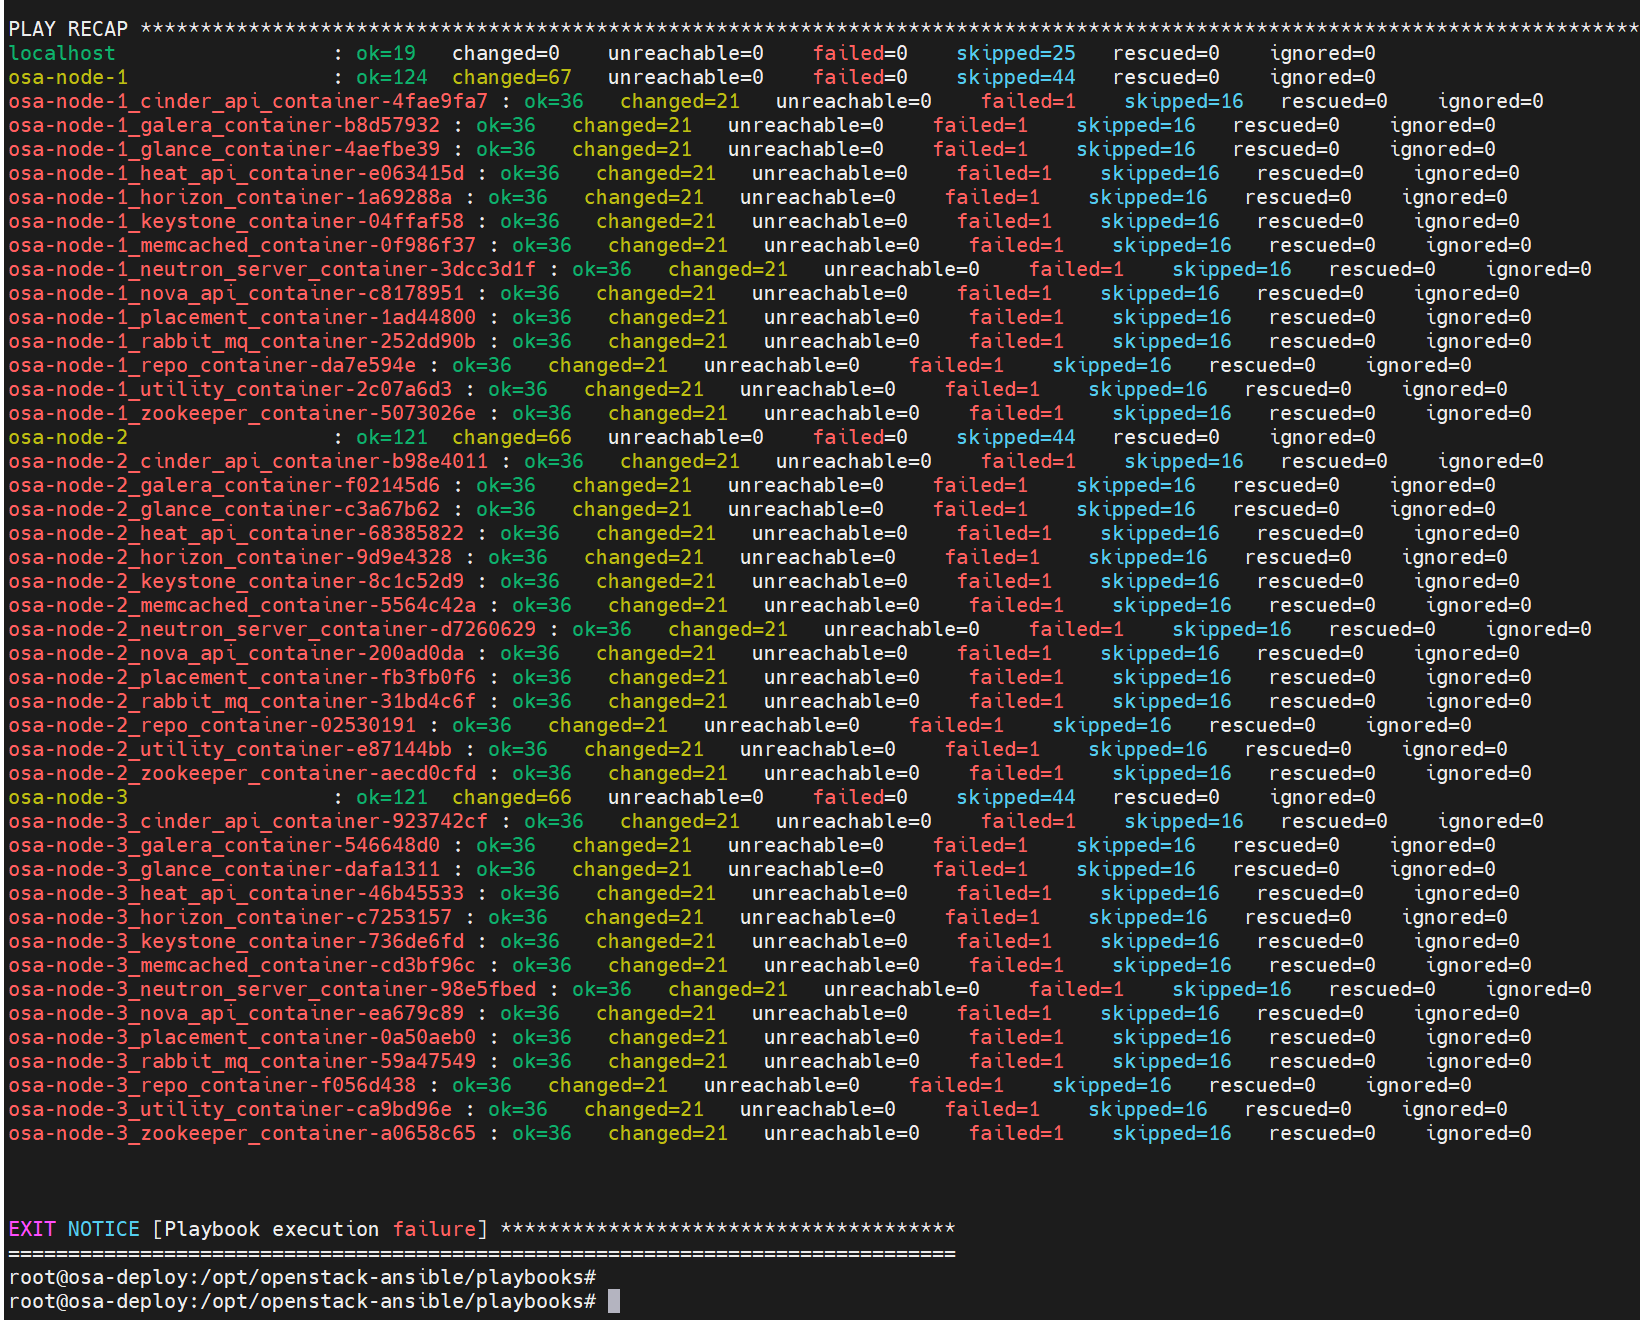 PLAY RECAP *****************************************************************************************************************************
localhost : ok=19 changed=0 unreachable=0 failed=0 skipped=25 rescued=0 ignored=0
osa-node-1 : ok=124 changed=67 unreachable=0 failed=0 skipped=44 rescued=0 ignored=0
osa-node-1_cinder_api_container-4fae9fa7 : ok=36 changed=21 unreachable=0 failed=1 skipped=16 rescued=0 ignored=0
osa-node-1_galera_container-b8d57932 : ok=36 changed=21 unreachable=0 failed=1 skipped=16 rescued=0 ignored=0
osa-node-1_glance_container-4aefbe39 : ok=36 changed=21 unreachable=0 failed=1 skipped=16 rescued=0 ignored=0
osa-node-1_heat_api_container-e063415d : ok=36 changed=21 unreachable=0 failed=1 skipped=16 rescued=0 ignored=0
osa-node-1_horizon_container-1a69288a : ok=36 changed=21 unreachable=0 failed=1 skipped=16 rescued=0 ignored=0
osa-node-1_keystone_container-04ffaf58 : ok=36 changed=21 unreachable=0 failed=1 skipped=16 rescued=0 ignored=0
osa-node-1_memcached_container-0f986f37 : ok=36 changed=21 unreachable=0 failed=1 skipped=16 rescued=0 ignored=0
osa-node-1_neutron_server_container-3dcc3d1f : ok=36 changed=21 unreachable=0 failed=1 skipped=16 rescued=0 ignored=0
osa-node-1_nova_api_container-c8178951 : ok=36 changed=21 unreachable=0 failed=1 skipped=16 rescued=0 ignored=0
osa-node-1_placement_container-1ad44800 : ok=36 changed=21 unreachable=0 failed=1 skipped=16 rescued=0 ignored=0
osa-node-1_rabbit_mq_container-252dd90b : ok=36 changed=21 unreachable=0 failed=1 skipped=16 rescued=0 ignored=0
osa-node-1_repo_container-da7e594e : ok=36 changed=21 unreachable=0 failed=1 skipped=16 rescued=0 ignored=0
osa-node-1_utility_container-2c07a6d3 : ok=36 changed=21 unreachable=0 failed=1 skipped=16 rescued=0 ignored=0
osa-node-1_zookeeper_container-5073026e : ok=36 changed=21 unreachable=0 failed=1 skipped=16 rescued=0 ignored=0
osa-node-2 : ok=121 changed=66 unreachable=0 failed=0 skipped=44 rescued=0 ignored=0
osa-node-2_cinder_api_container-b98e4011 : ok=36 changed=21 unreachable=0 failed=1 skipped=16 rescued=0 ignored=0
osa-node-2_galera_container-f02145d6 : ok=36 changed=21 unreachable=0 failed=1 skipped=16 rescued=0 ignored=0
osa-node-2_glance_container-c3a67b62 : ok=36 changed=21 unreachable=0 failed=1 skipped=16 rescued=0 ignored=0
osa-node-2_heat_api_container-68385822 : ok=36 changed=21 unreachable=0 failed=1 skipped=16 rescued=0 ignored=0
osa-node-2_horizon_container-9d9e4328 : ok=36 changed=21 unreachable=0 failed=1 skipped=16 rescued=0 ignored=0
osa-node-2_keystone_container-8c1c52d9 : ok=36 changed=21 unreachable=0 failed=1 skipped=16 rescued=0 ignored=0
osa-node-2_memcached_container-5564c42a : ok=36 changed=21 unreachable=0 failed=1 skipped=16 rescued=0 ignored=0
osa-node-2_neutron_server_container-d7260629 : ok=36 changed=21 unreachable=0 failed=1 skipped=16 rescued=0 ignored=0
osa-node-2_nova_api_container-200ad0da : ok=36 changed=21 unreachable=0 failed=1 skipped=16 rescued=0 ignored=0
osa-node-2_placement_container-fb3fb0f6 : ok=36 changed=21 unreachable=0 failed=1 skipped=16 rescued=0 ignored=0
osa-node-2_rabbit_mq_container-31bd4c6f : ok=36 changed=21 unreachable=0 failed=1 skipped=16 rescued=0 ignored=0
osa-node-2_repo_container-02530191 : ok=36 changed=21 unreachable=0 failed=1 skipped=16 rescued=0 ignored=0
osa-node-2_utility_container-e87144bb : ok=36 changed=21 unreachable=0 failed=1 skipped=16 rescued=0 ignored=0
osa-node-2_zookeeper_container-aecd0cfd : ok=36 changed=21 unreachable=0 failed=1 skipped=16 rescued=0 ignored=0
osa-node-3 : ok=121 changed=66 unreachable=0 failed=0 skipped=44 rescued=0 ignored=0
osa-node-3_cinder_api_container-923742cf : ok=36 changed=21 unreachable=0 failed=1 skipped=16 rescued=0 ignored=0
osa-node-3_galera_container-546648d0 : ok=36 changed=21 unreachable=0 failed=1 skipped=16 rescued=0 ignored=0
osa-node-3_glance_container-dafa1311 : ok=36 changed=21 unreachable=0 failed=1 skipped=16 rescued=0 ignored=0
osa-node-3_heat_api_container-46b45533 : ok=36 changed=21 unreachable=0 failed=1 skipped=16 rescued=0 ignored=0
osa-node-3_horizon_container-c7253157 : ok=36 changed=21 unreachable=0 failed=1 skipped=16 rescued=0 ignored=0
osa-node-3_keystone_container-736de6fd : ok=36 changed=21 unreachable=0 failed=1 skipped=16 rescued=0 ignored=0
osa-node-3_memcached_container-cd3bf96c : ok=36 changed=21 unreachable=0 failed=1 skipped=16 rescued=0 ignored=0
osa-node-3_neutron_server_container-98e5fbed : ok=36 changed=21 unreachable=0 failed=1 skipped=16 rescued=0 ignored=0
osa-node-3_nova_api_container-ea679c89 : ok=36 changed=21 unreachable=0 failed=1 skipped=16 rescued=0 ignored=0
osa-node-3_placement_container-0a50aeb0 : ok=36 changed=21 unreachable=0 failed=1 skipped=16 rescued=0 ignored=0
osa-node-3_rabbit_mq_container-59a47549 : ok=36 changed=21 unreachable=0 failed=1 skipped=16 rescued=0 ignored=0
osa-node-3_repo_container-f056d438 : ok=36 changed=21 unreachable=0 failed=1 skipped=16 rescued=0 ignored=0
osa-node-3_utility_container-ca9bd96e : ok=36 changed=21 unreachable=0 failed=1 skipped=16 rescued=0 ignored=0
osa-node-3_zookeeper_container-a0658c65 : ok=36 changed=21 unreachable=0 failed=1 skipped=16 rescued=0 ignored=0
EXIT NOTICE [Playbook execution failure] **************************************
===============================================================================
root@osa-deploy:/opt/openstack-ansible/playbooks#
root@osa-deploy:/opt/openstack-ansible/playbooks#